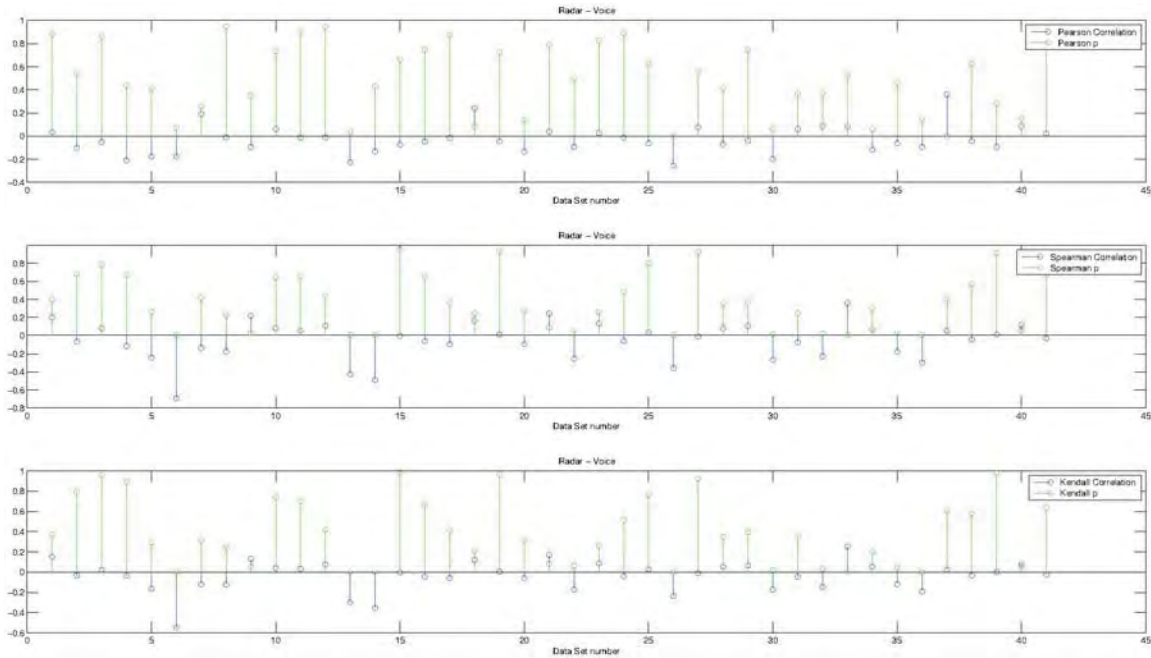 Radar – Voice
Pearson Correlation
Pearson p
1
0.8
0.6
0.4
0.2
0
−0.2
−0.4
0 5 10 15 20 25 30 35 40 45
Data Set number
Radar – Voice
Spearman Correlation
Spearman p
0.8
0.6
0.4
0.2
0
−0.2
−0.4
−0.6
−0.8
0 5 10 15 20 25 30 35 40 45
Data Set number
Radar – Voice
Kendall Correlation
Kendall p
1
0.8
0.6
0.4
0.2
0
−0.2
−0.4
−0.6
0 5 10 15 20 25 30 35 40 45
Data Set number